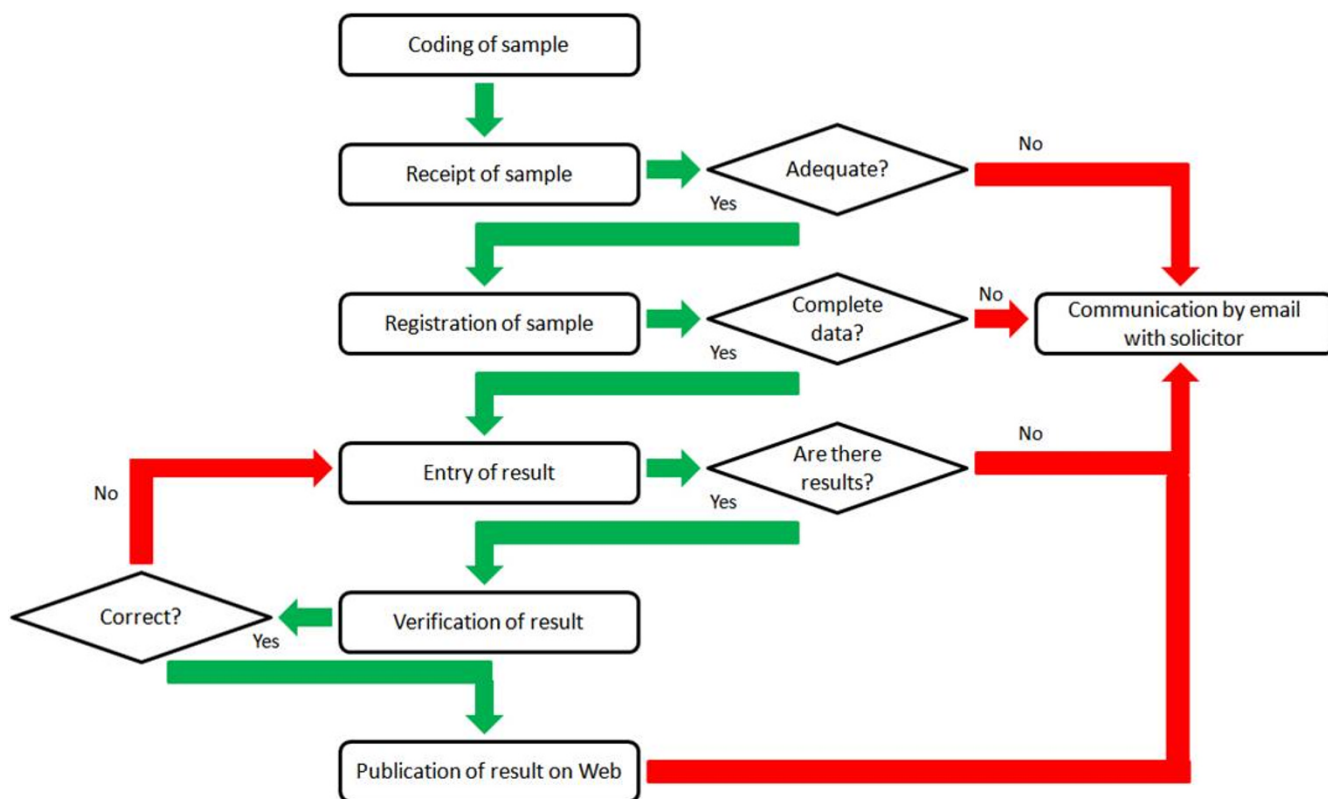 Coding of sample
Receipt of sample
Adequate?
No
Yes
Registration of sample
Complete
data?
No
Communication by email
with solicitor
Yes
Entry of result
Are there
results?
No
No
Yes
Correct?
Verification of result
Yes
Publication of result on Web